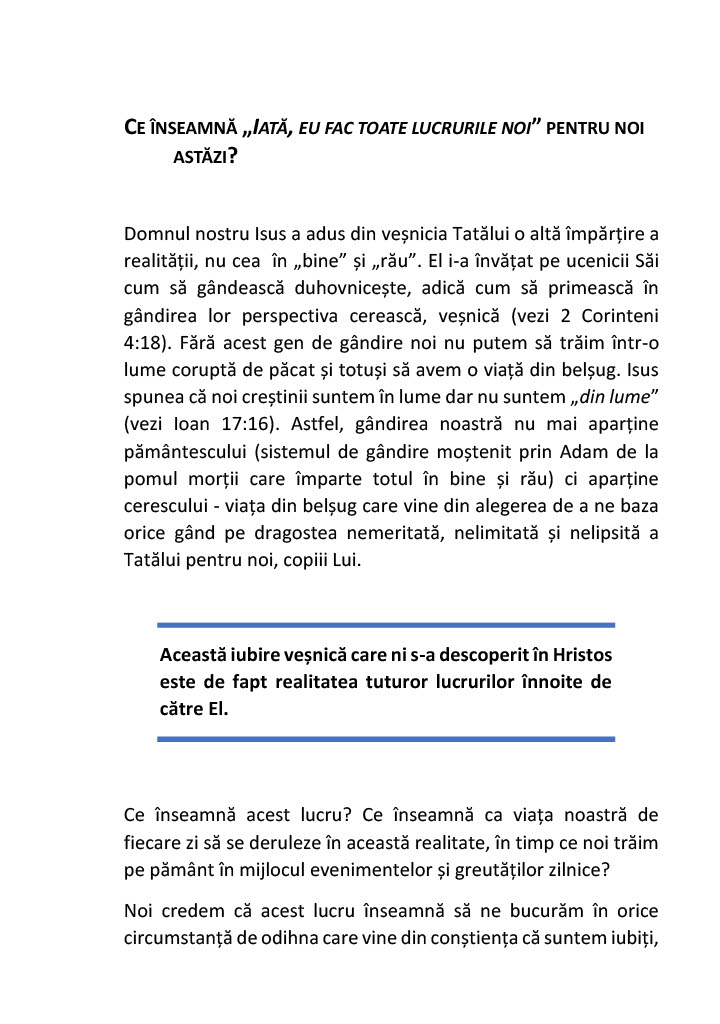 CE ÎNSEAMNĂ „IATĂ, EU FAC TOATE LUCRURILE NOI” PENTRU NOI
ASTĂZI?
Domnul nostru Isus a adus din veșnicia Tatălui o altă împărțire a
realității, nu cea  în „bine” și „rău”. El i-a învățat pe ucenicii Săi
cum să gândească duhovnicește, adică cum să primească în
gândirea lor perspectiva cerească, veșnică (vezi 2 Corinteni
4:18). Fără acest gen de gândire noi nu putem să trăim într-o
lume coruptă de păcat și totuși să avem o viață din belșug. Isus
spunea că noi creștinii suntem în lume dar nu suntem „din lume”
(vezi Ioan 17:16). Astfel, gândirea noastră nu mai aparține
pământescului (sistemul de gândire moștenit prin Adam de la
pomul morții care împarte totul în bine și rău) ci aparține
cerescului - viața din belșug care vine din alegerea de a ne baza
orice gând pe dragostea nemeritată, nelimitată și nelipsită a
Tatălui pentru noi, copiii Lui.
Această iubire veșnică care ni s-a descoperit în Hristos
este de fapt realitatea tuturor lucrurilor înnoite de
către El.
Ce înseamnă acest lucru? Ce înseamnă ca viața noastră de
fiecare zi să se deruleze în această realitate, în timp ce noi trăim
pe pământ în mijlocul evenimentelor și greutăților zilnice?
Noi credem că acest lucru înseamnă să ne bucurăm în orice
circumstanță de odihna care vine din conștiența că suntem iubiți,